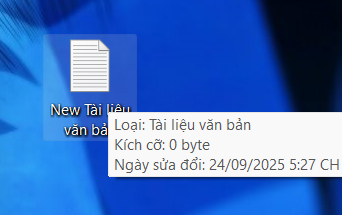 New Tài liệu
văn bả
Loại: Tài liệu văn bản
Kích cỡ: 0 byte
Ngày sửa đổi: 24/09/2025 5:27 CH